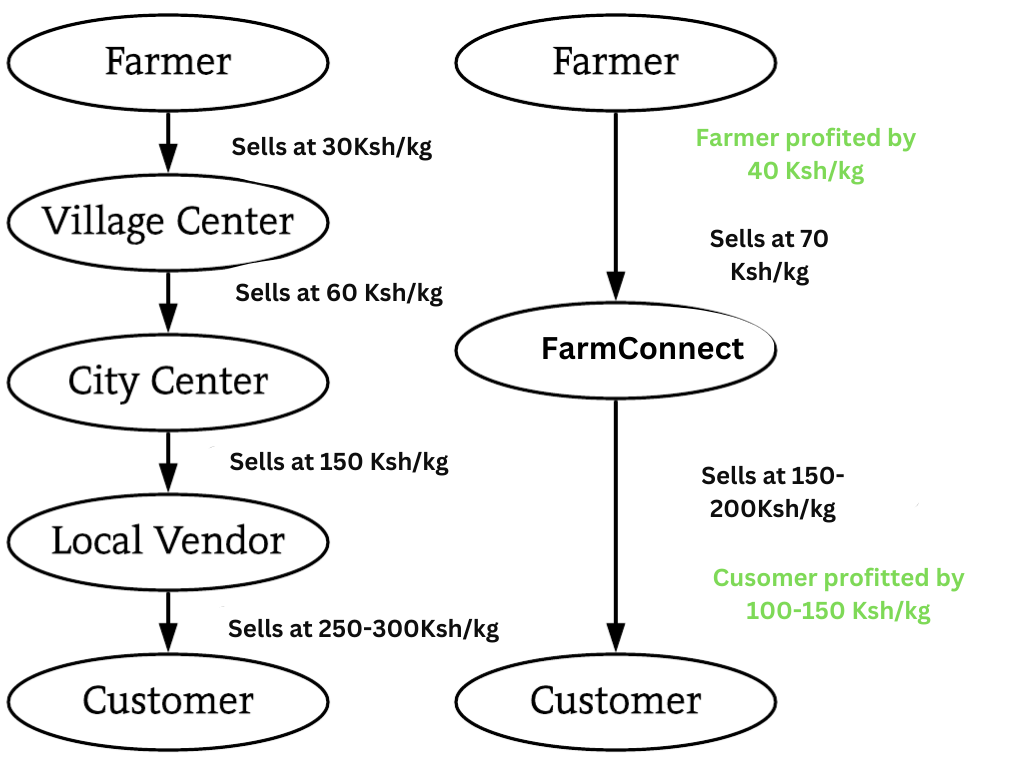 Farmer
Sells at 30Ksh/kg
Village Center
Sells at 60 Ksh/kg
City Center
Sells at 150 Ksh/kg
Local Vendor
Sells at 250-300Ksh/kg
Customer
Farmer
Farmer profited by
40 Ksh/kg
Sells at 70
Ksh/kg
FarmConnect
Sells at 150-
200Ksh/kg
Cusomer profitted by
100-150 Ksh/kg
Customer